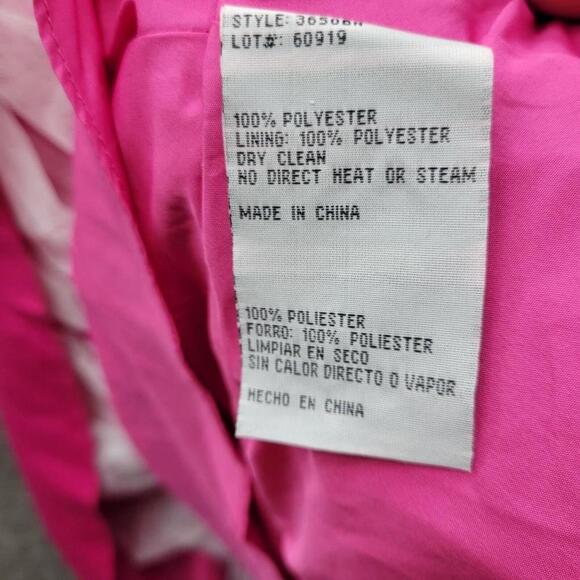 STYLE:
LOT#: 60919
100% POLYESTER
LINING: 100% POLYESTER
DRY CLEAN
NO DIRECT HEAT OR STEAM
MADE IN CHINA
100% POLIESTER
FORRO: 100% POLIESTER
LIMPIAR EN SECO
SIN CALOR DIRECTO O VAPOR
HECHO EN CHINA